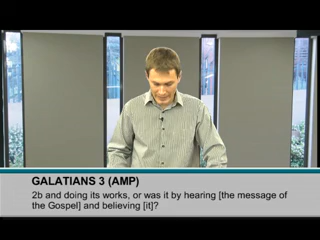 GALATIANS 3 (AMP)
2b and doing its works, or was it by hearing [the message of
the Gospel] and believing [it]?